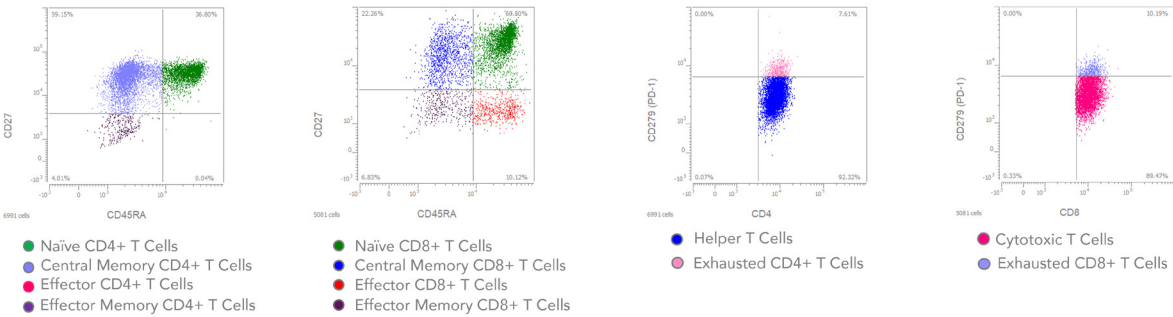 59.15% 36.80%
CD27
4.01% 0.04%
6991 cells CD45RA
Naïve CD4+ T Cells
Central Memory CD4+ T Cells
Effector CD4+ T Cells
Effector Memory CD4+ T Cells
22.26% 60.80%
CD27
6.83% 10.12%
5081 cells CD45RA
Naïve CD8+ T Cells
Central Memory CD8+ T Cells
Effector CD8+ T Cells
Effector Memory CD8+ T Cells
0.00% 7.61%
CD279 (PD-1)
0.07% 92.32%
6991 cells CD4
Helper T Cells
Exhausted CD4+ T Cells
0.00% 10.19%
CD279 (PD-1)
0.33% 89.47%
5081 cells CD8
Cytotoxic T Cells
Exhausted CD8+ T Cells